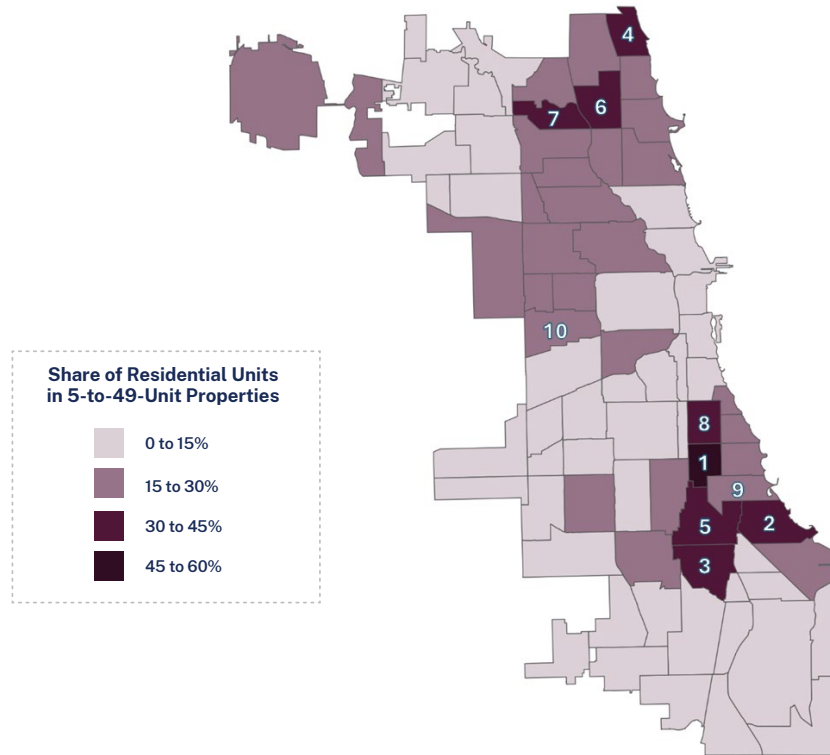 4
6
7
10
Share of Residential Units
in 5-to-49-Unit Properties
0 to 15%
15 to 30%
30 to 45%
45 to 60%
8
1
9
5
2
3